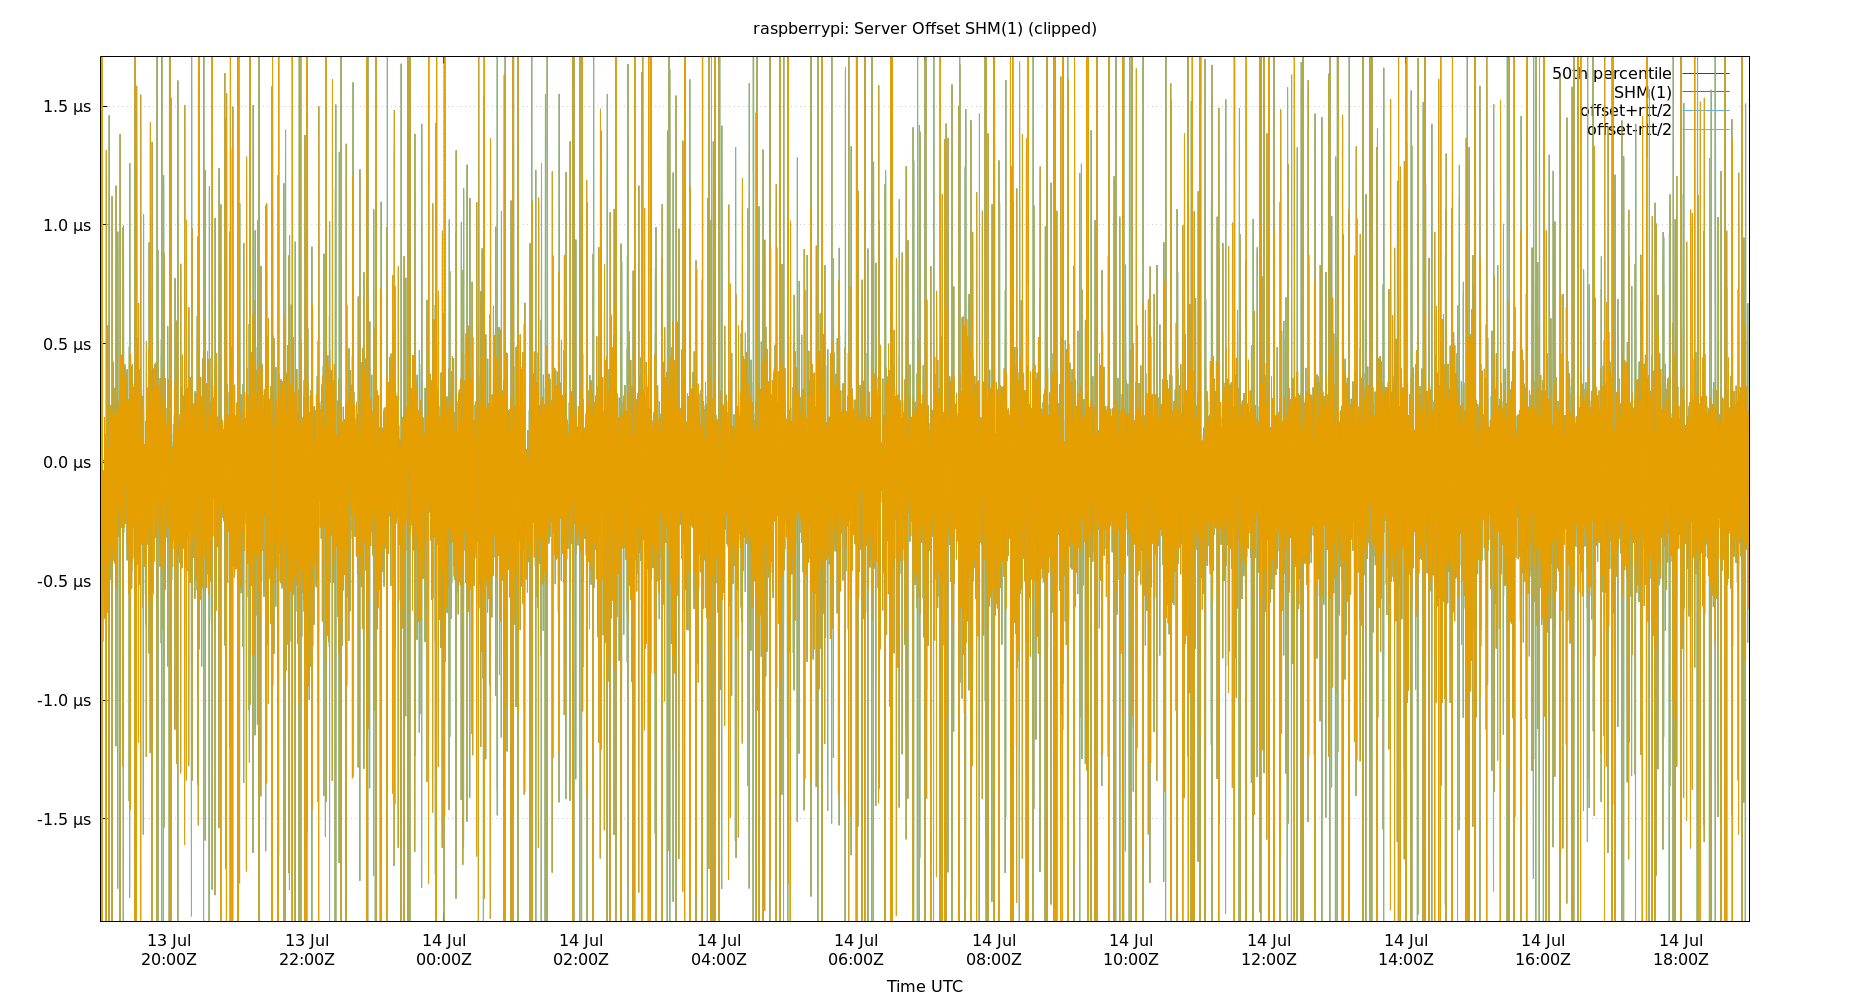 raspberrypi: Server Offset SHM(1) (clipped)
50th percentile
SHM(1)
offset+rtt/2
offset-rtt/2
1.5 µs
1.0 µs
0.5 µs
0.0 µs
-0.5 µs
-1.0 µs
-1.5 µs
13 Jul 13 Jul 14 Jul 14 Jul 14 Jul 14 Jul 14 Jul 14 Jul 14 Jul 14 Jul 14 Jul 14 Jul
20:00Z 22:00Z 00:00Z 02:00Z 04:00Z 06:00Z 08:00Z 10:00Z 12:00Z 14:00Z 16:00Z 18:00Z
Time UTC